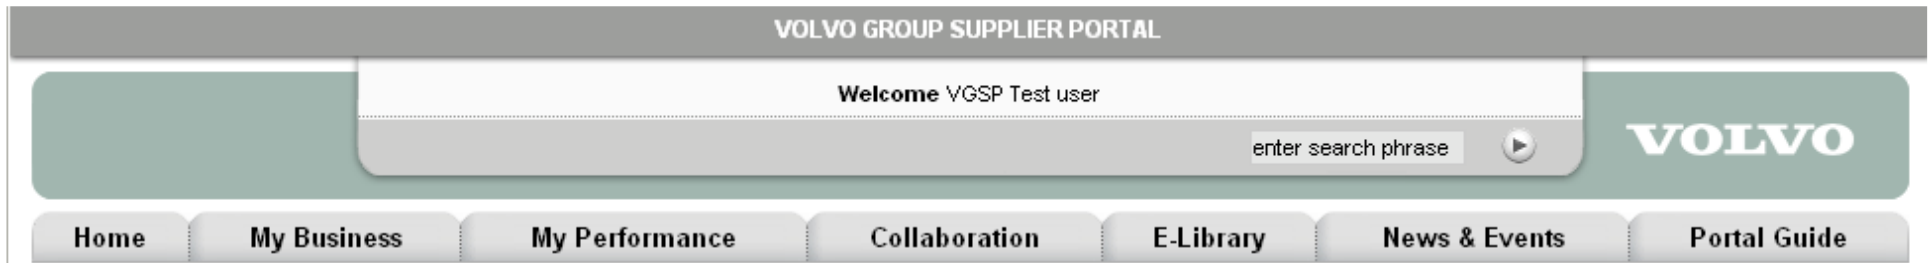 VOLVO GROUP SUPPLIER PORTAL
Welcome VGSP Test user
enter search phrase
VOLVO
Home My Business My Performance Collaboration E-Library News & Events Portal Guide